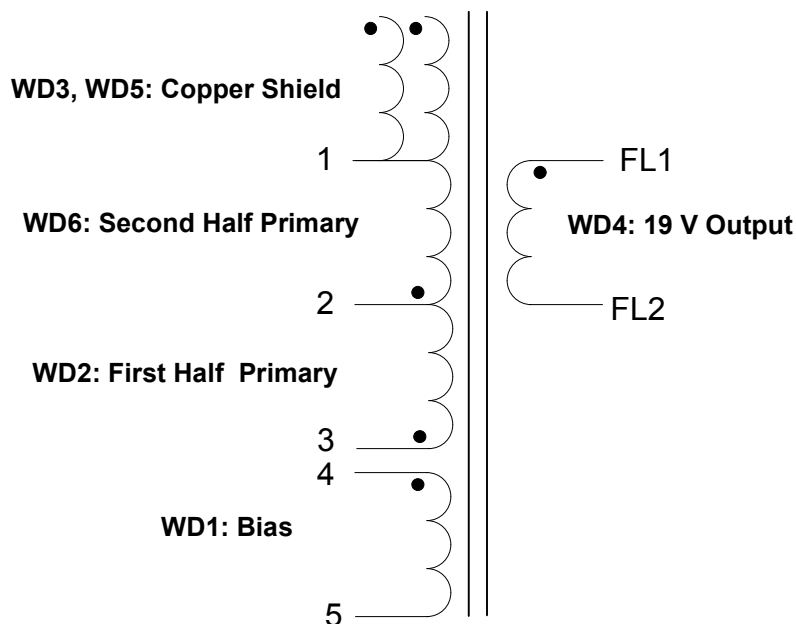 WD3, WD5: Copper Shield
1
FL1
WD6: Second Half Primary
WD4: 19 V Output
2
FL2
WD2: First Half  Primary
3
4
WD1: Bias
5